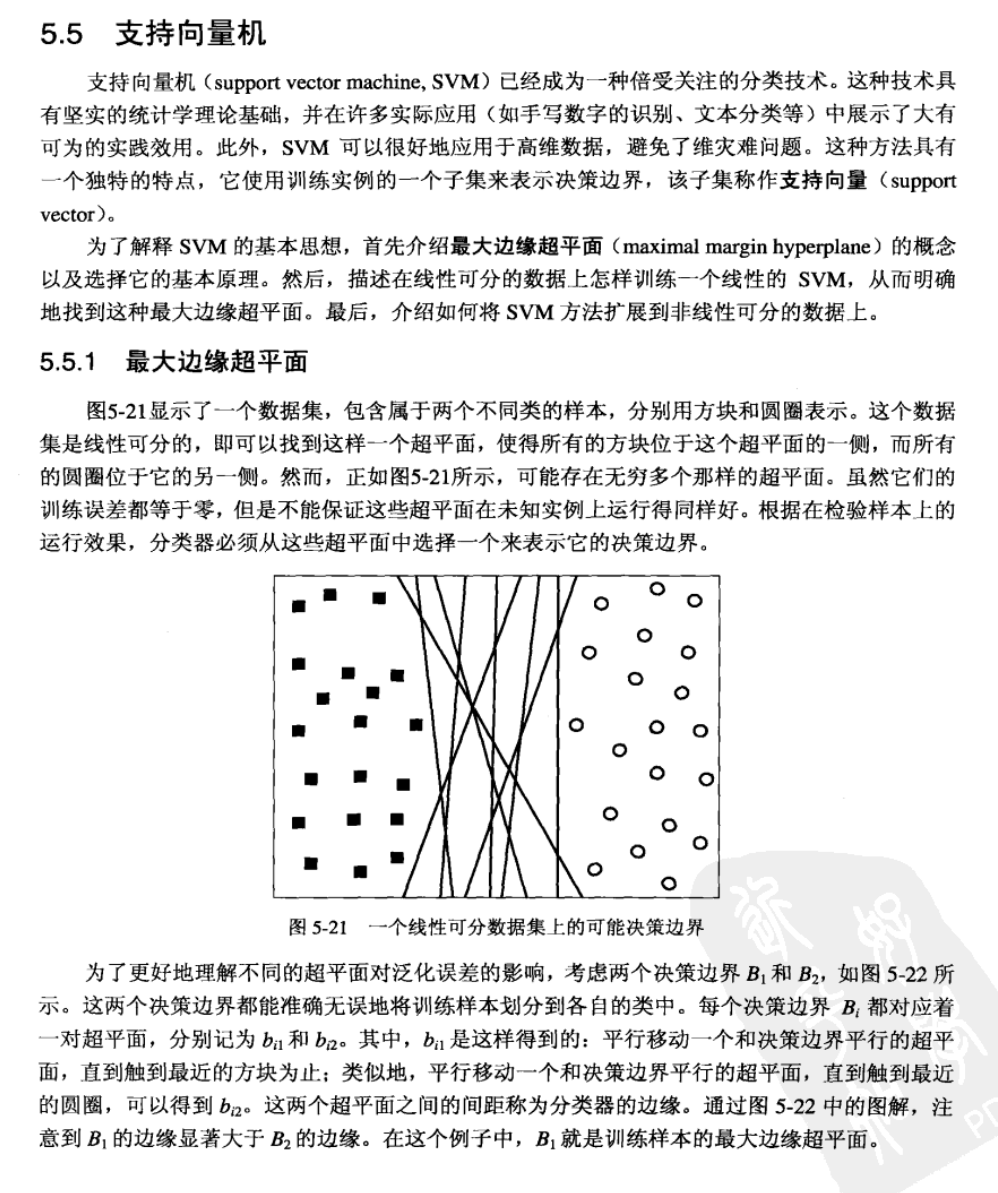 5.5 支持向量机
支持向量机（support vector machine, SVM）已经成为一种倍受关注的分类技术。这种技术具
有坚实的统计学理论基础，并在许多实际应用（如手写数字的识别、文本分类等）中展示了大有
可为的实践效用。此外，SVM 可以很好地应用于高维数据，避免了维灾难问题。这种方法具有
一个独特的特点，它使用训练实例的一个子集来表示决策边界，该子集称作支持向量（support
vector）。
为了解释 SVM 的基本思想，首先介绍最大边缘超平面（maximal margin hyperplane）的概念
以及选择它的基本原理。然后，描述在线性可分的数据上怎样训练一个线性的 SVM，从而明确
地找到这种最大边缘超平面。最后，介绍如何将 SVM 方法扩展到非线性可分的数据上。
5.5.1 最大边缘超平面
图5-21显示了一个数据集，包含属于两个不同类的样本，分别用方块和圆圈表示。这个数据
集是线性可分的，即可以找到这样一个超平面，使得所有的方块位于这个超平面的一侧，而所有
的圆圈位于它的另一侧。然而，正如图5-21所示，可能存在无穷多个那样的超平面。虽然它们的
训练误差都等于零，但是不能保证这些超平面在未知实例上运行得同样好。根据在检验样本上的
运行效果，分类器必须从这些超平面中选择一个来表示它的决策边界。
图 5-21 一个线性可分数据集上的可能决策边界
为了更好地理解不同的超平面对泛化误差的影响，考虑两个决策边界 B₁ 和 B₂，如图 5-22 所
示。这两个决策边界都能准确无误地将训练样本划分到各自的类中。每个决策边界 Bᵢ 都对应着
一对超平面，分别记为 bᵢ₁ 和 bᵢ₂。其中，bᵢ₁ 是这样得到的：平行移动一个和决策边界平行的超平
面，直到触到最近的方块为止；类似地，平行移动一个和决策边界平行的超平面，直到触到最近
的圆圈，可以得到 bᵢ₂。这两个超平面之间的间距称为分类器的边缘。通过图 5-22 中的图解，注
意到 B₁ 的边缘显著大于 B₂ 的边缘。在这个例子中，B₁ 就是训练样本的最大边缘超平面。